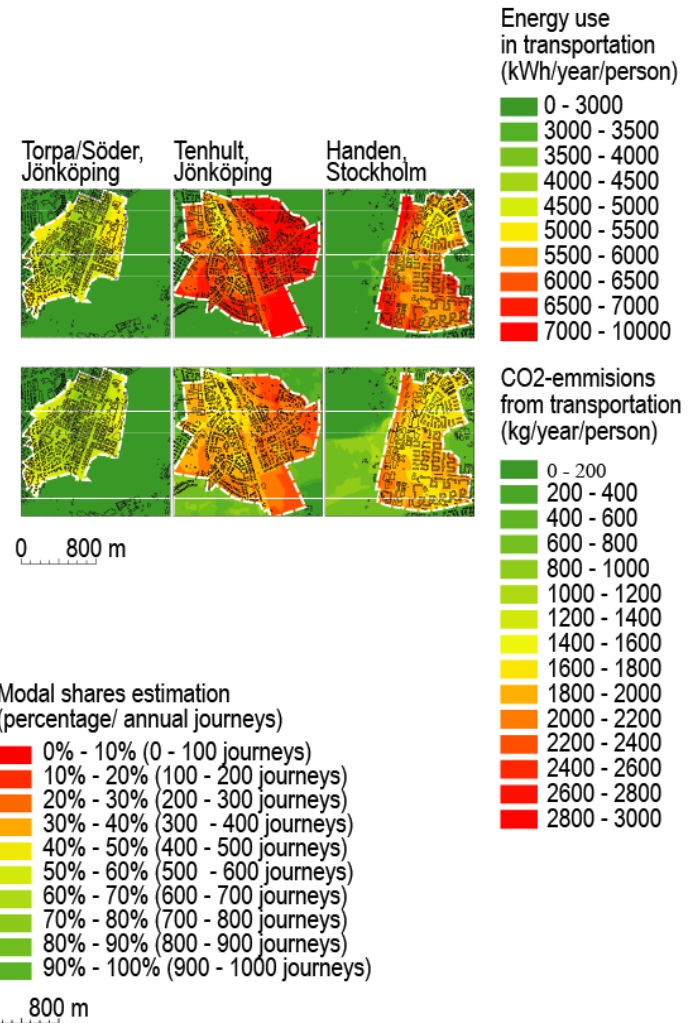 Energy use
in transportation
(kWh/year/person)
0 - 3000
3000 - 3500
3500 - 4000
4000 - 4500
4500 - 5000
5000 - 5500
5500 - 6000
6000 - 6500
6500 - 7000
7000 - 10000
Torpa/Söder,
Jönköping
Tenhult,
Jönköping
Handen,
Stockholm
CO2-emmisions
from transportation
(kg/year/person)
0 - 200
200 - 400
400 - 600
600 - 800
800 - 1000
1000 - 1200
1200 - 1400
1400 - 1600
1600 - 1800
1800 - 2000
2000 - 2200
2200 - 2400
2400 - 2600
2600 - 2800
2800 - 3000
0 800 m
Modal shares estimation
(percentage/ annual journeys)
0% - 10% (0 - 100 journeys)
10% - 20% (100 - 200 journeys)
20% - 30% (200 - 300 journeys)
30% - 40% (300 - 400 journeys)
40% - 50% (400 - 500 journeys)
50% - 60% (500 - 600 journeys)
60% - 70% (600 - 700 journeys)
70% - 80% (700 - 800 journeys)
80% - 90% (800 - 900 journeys)
90% - 100% (900 - 1000 journeys)
800 m